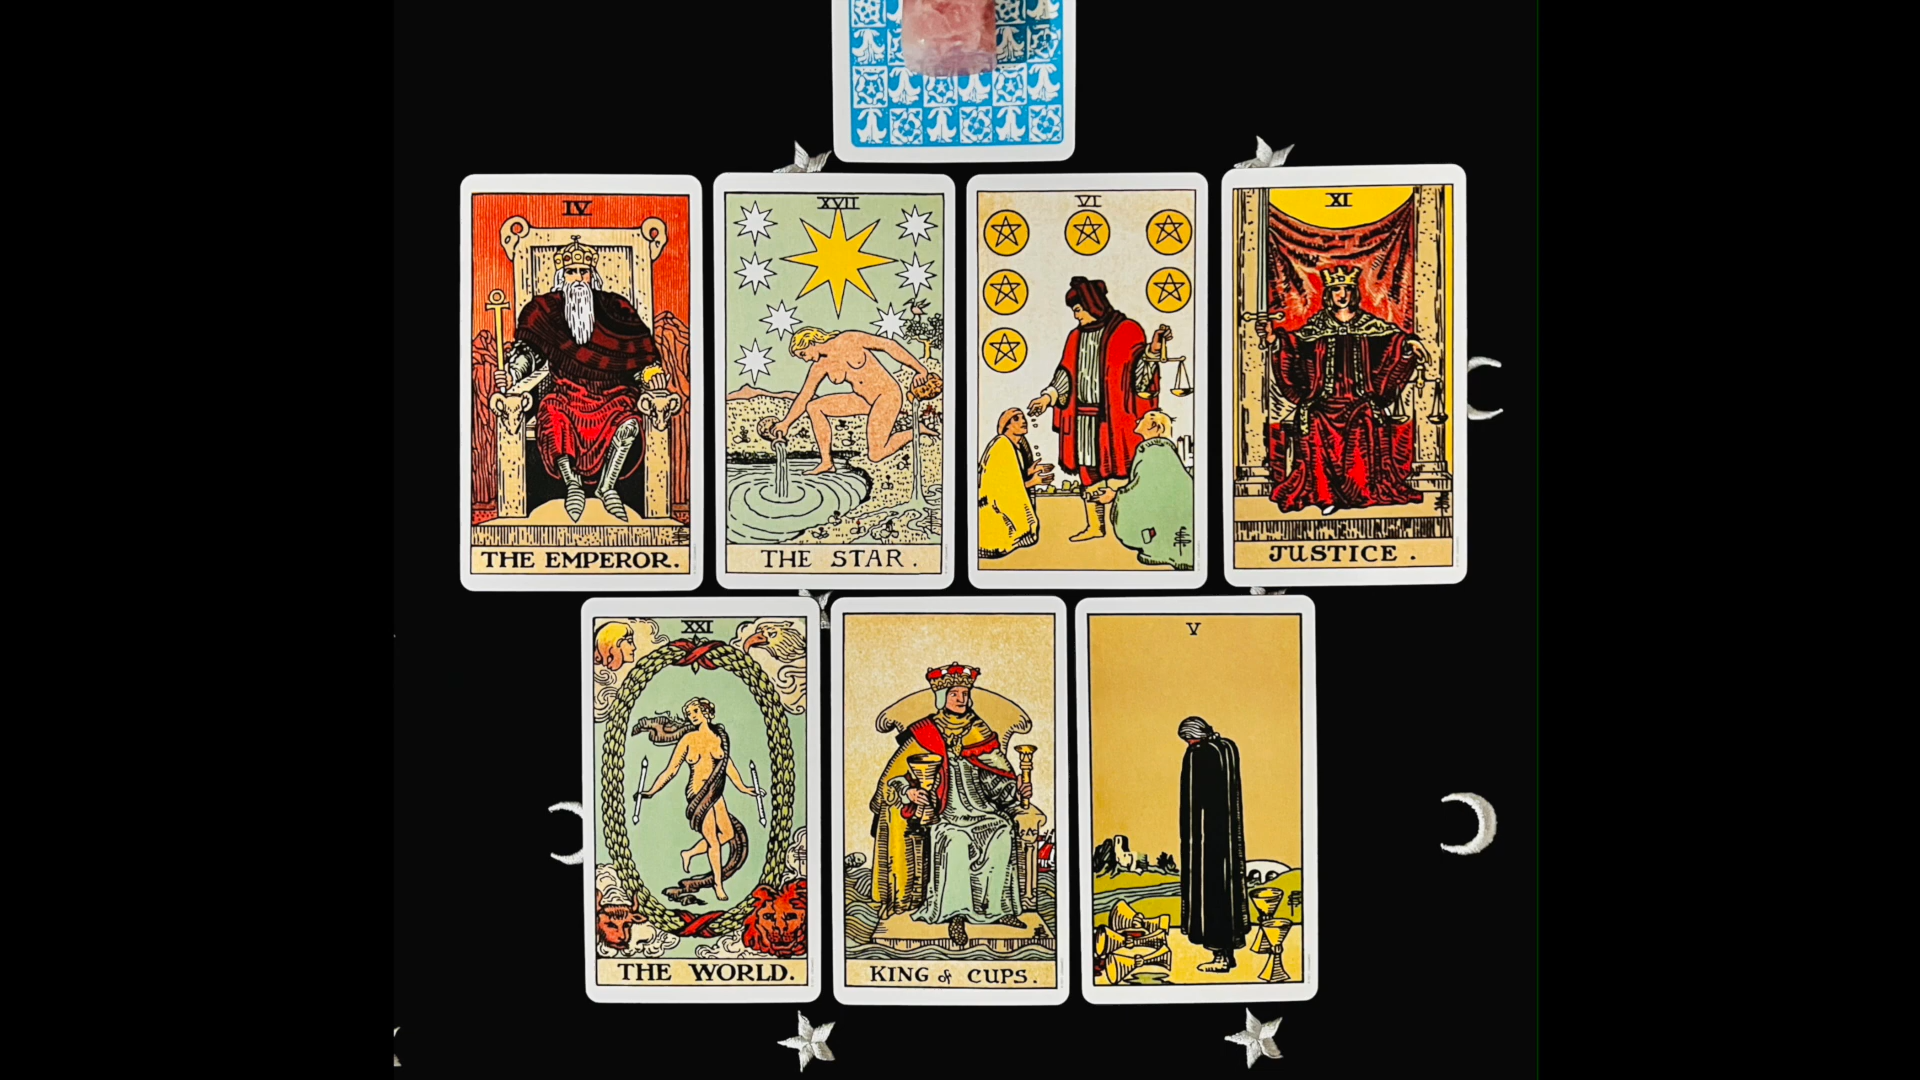 IV
XVII
VI
XI
THE EMPEROR.
THE STAR.
JUSTICE.
XXI
V
THE WORLD.
KING of CUPS.